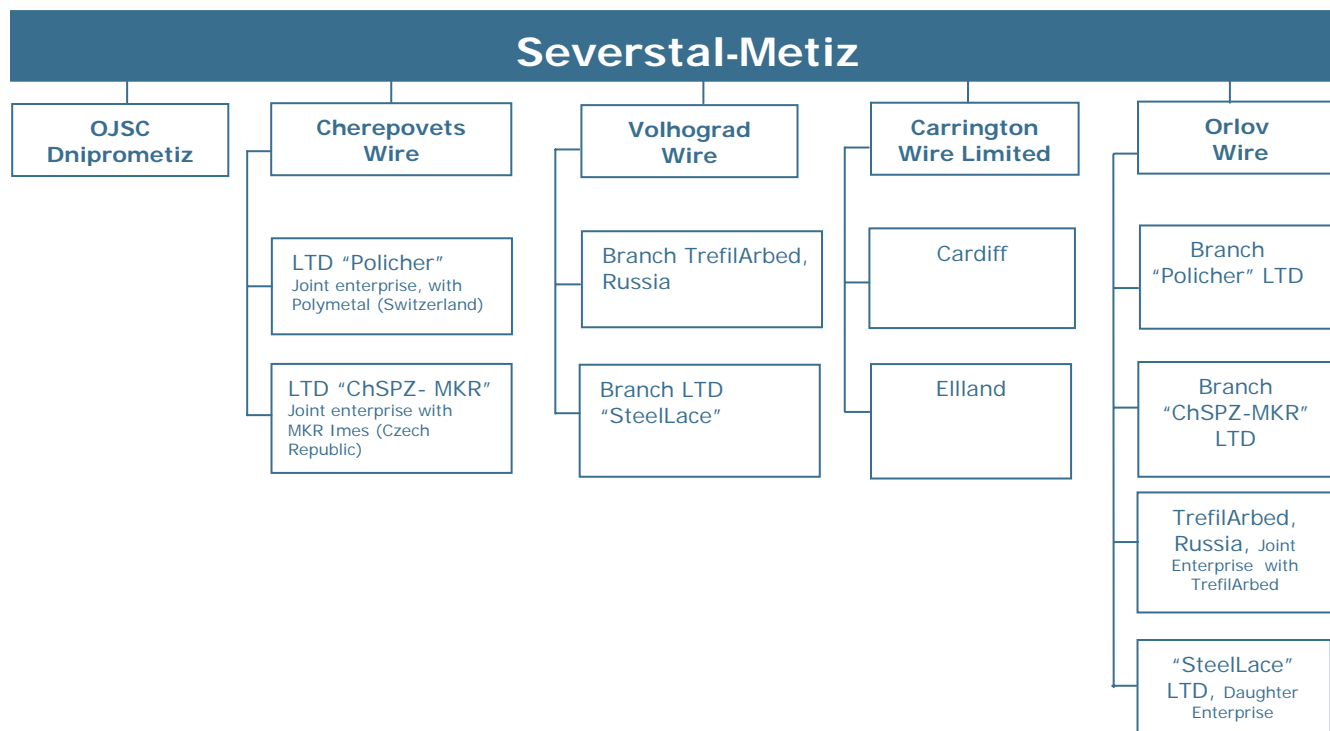 Severstal-Metiz
OJSC
Dniprometiz
Cherepovets
Wire
Volhograd
Wire
Carrington
Wire Limited
Orlov
Wire
LTD “Policher”
Joint enterprise, with
Polymetal (Switzerland)
LTD “ChSPZ- MKR”
Joint enterprise with
MKR Imes (Czech
Republic)
Branch TrefilArbed,
Russia
Branch LTD
“SteelLace”
Cardiff
Ellland
Branch
“Policher” LTD
Branch
“ChSPZ-MKR”
LTD
TrefilArbed,
Russia, Joint
Enterprise with
TrefilArbed
“SteelLace”
LTD, Daughter
Enterprise